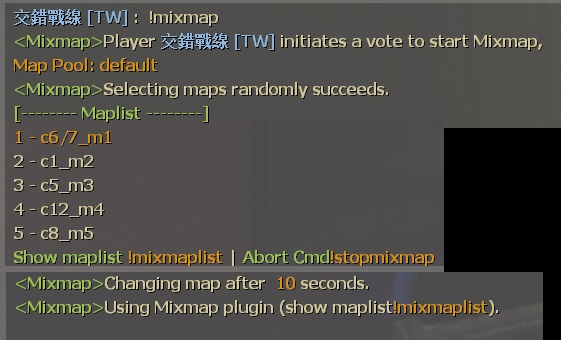 交錯戰線 [TW] : !mixmap
<Mixmap>Player 交錯戰線 [TW] initiates a vote to start Mixmap,
Map Pool: default
<Mixmap>Selecting maps randomly succeeds.
[-------- Maplist --------]
1 - c6/7_m1
2 - c1_m2
3 - c5_m3
4 - c12_m4
5 - c8_m5
Show maplist !mixmaplist | Abort Cmd!stopmixmap
<Mixmap>Changing map after 10 seconds.
<Mixmap>Using Mixmap plugin (show maplist!mixmaplist).